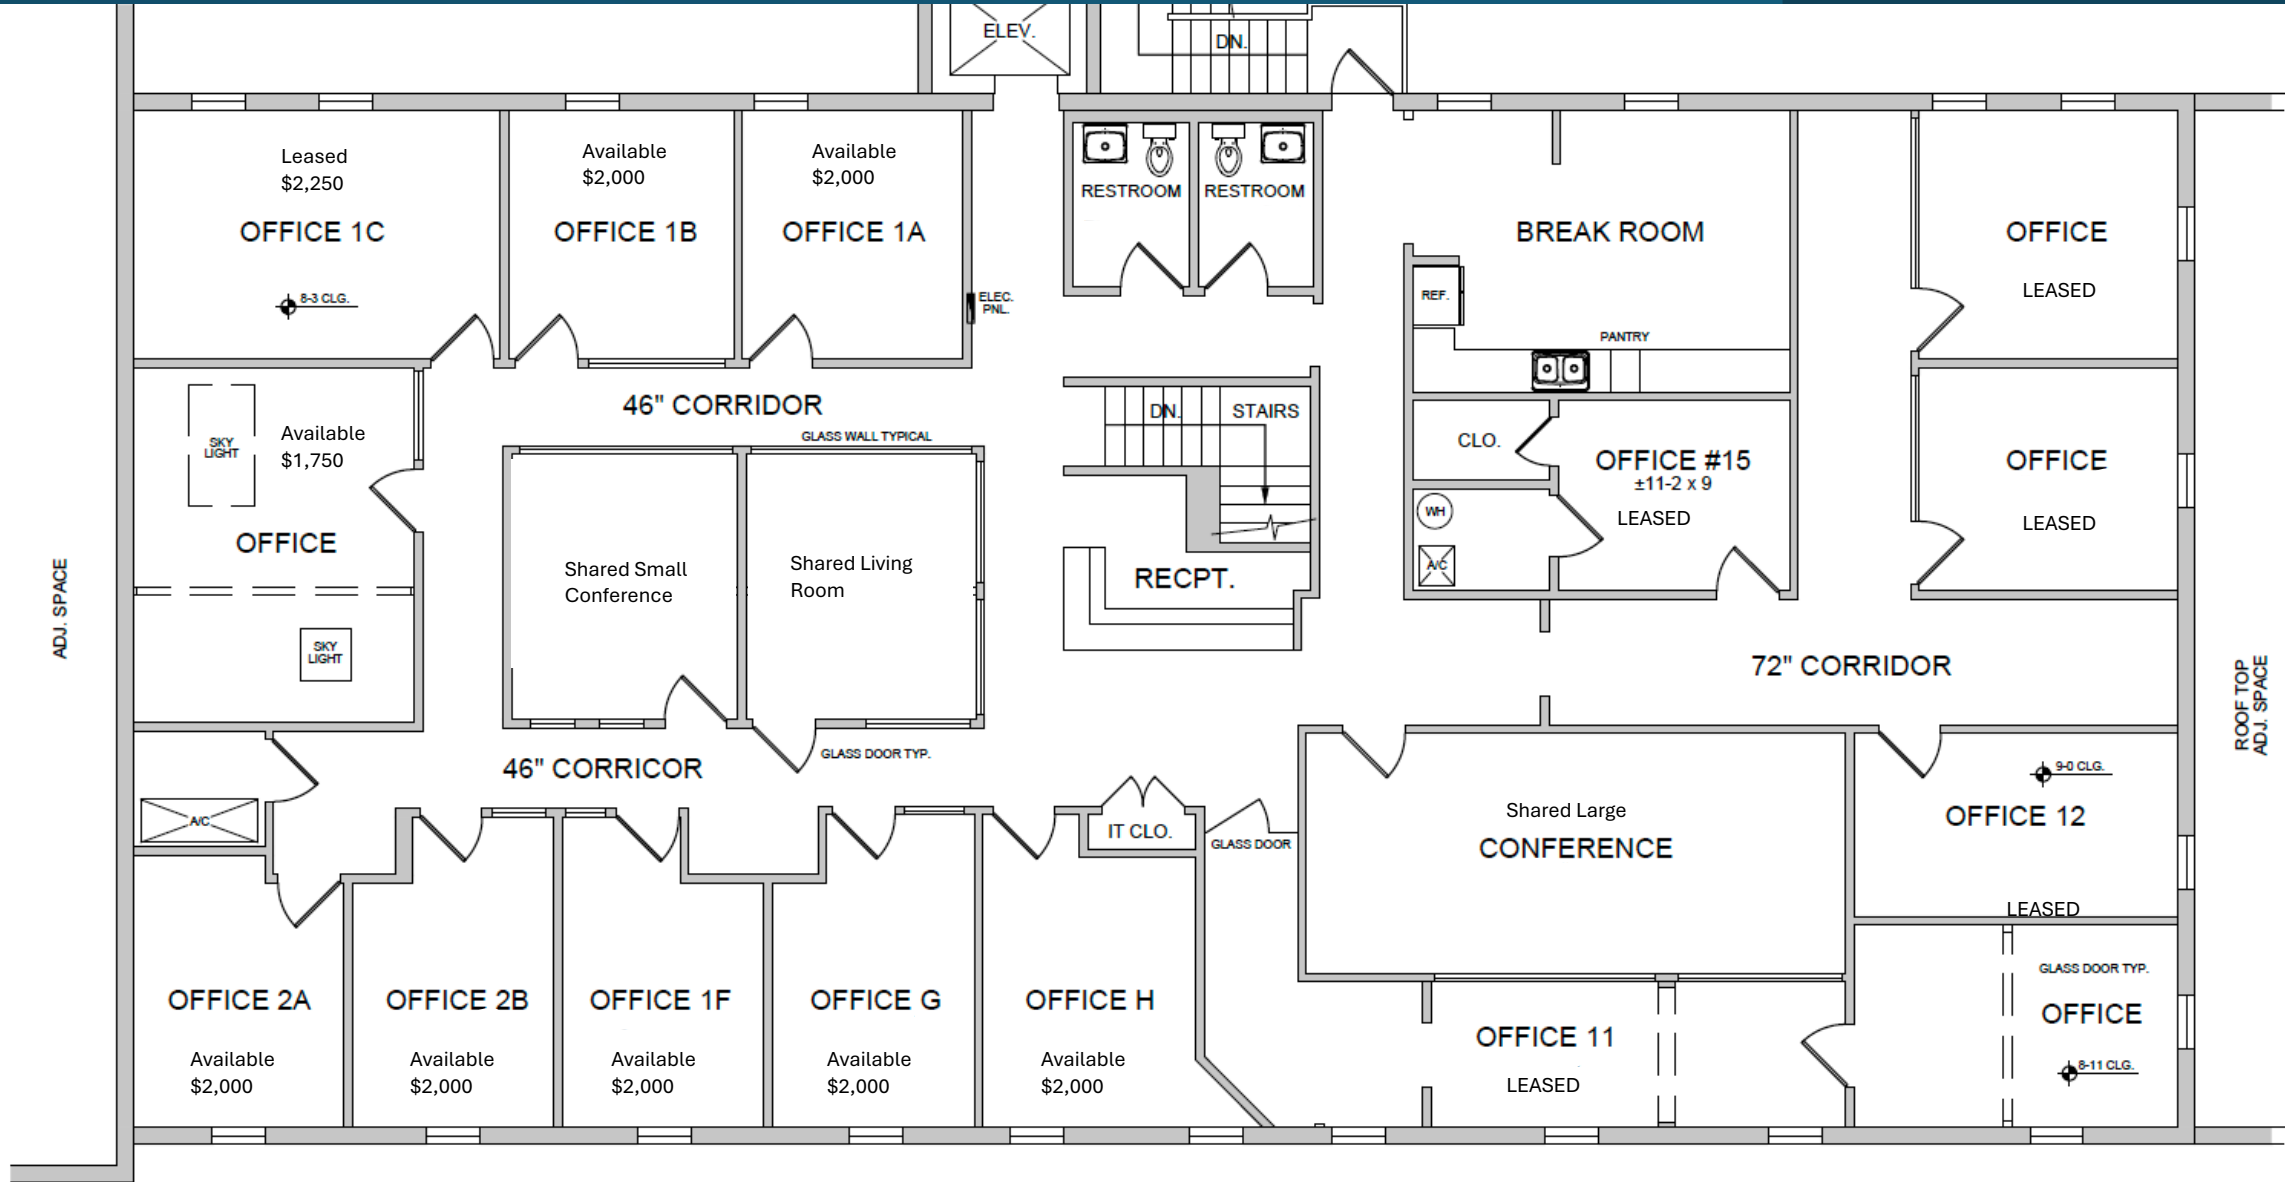 ELEV.
DN.
Leased
$2,250
OFFICE 1C
8-3 CLG.
Available
$2,000
OFFICE 1B
Available
$2,000
OFFICE 1A
ELEC.
PNL.
RESTROOM
RESTROOM
BREAK ROOM
REF.
PANTRY
OFFICE
LEASED
46" CORRIDOR
GLASS WALL TYPICAL
DN.
STAIRS
CLO.
OFFICE #15
±11-2 x 9
LEASED
WH
A/C
OFFICE
LEASED
SKY
LIGHT
Available
$1,750
OFFICE
SKY
LIGHT
ADJ. SPACE
Shared Small
Conference
Shared Living
Room
RECPT.
72" CORRIDOR
ROOF TOP
ADJ. SPACE
46" CORRICOR
GLASS DOOR TYP.
A/C
IT CLO.
GLASS DOOR
Shared Large
CONFERENCE
9-0 CLG.
OFFICE 12
LEASED
OFFICE 2A
Available
$2,000
OFFICE 2B
Available
$2,000
OFFICE 1F
Available
$2,000
OFFICE G
Available
$2,000
OFFICE H
Available
$2,000
OFFICE 11
LEASED
GLASS DOOR TYP.
OFFICE
8-11 CLG.